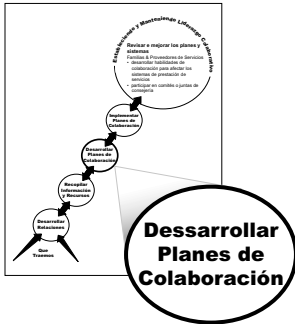 Estableciendo y Manteniendo Liderazgo Colaborativo
Revisar e mejorar los planes y
sistemas
Familias & Proveedores de Servicios
- desarrollar habilidades de
colaboración para efectuar los
sistemas de prestación de
servicios
- participar en comités o juntas de
consejería
Implementar
Planes de
Colaboración
Desarrollar
Planes de
Colaboración
Recopilar
Información
y Recursos
Desarrollar
Relaciones
Que
Traemos
Dessarrollar
Planes de
Colaboración